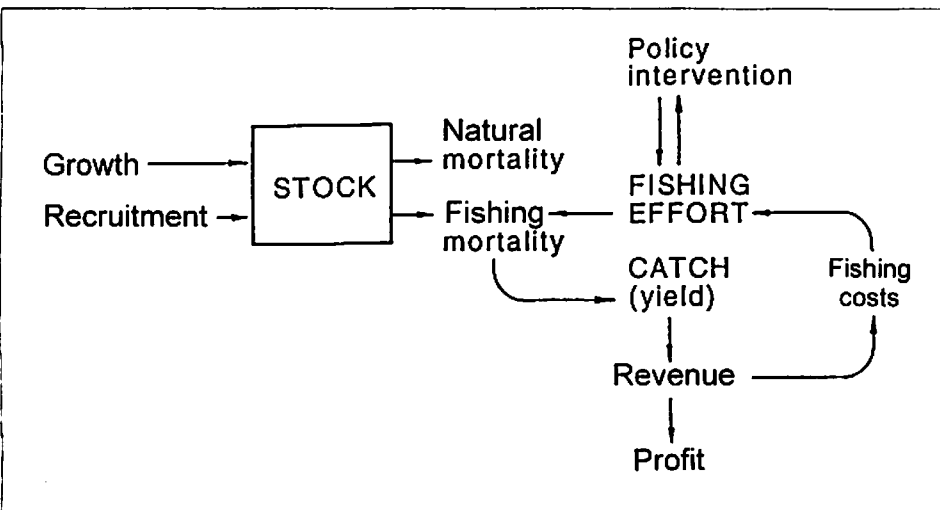 Policy
intervention
Growth
Recruitment
STOCK
Natural
mortality
Fishing
mortality
FISHING
EFFORT
CATCH
(yield)
Fishing
costs
Revenue
Profit